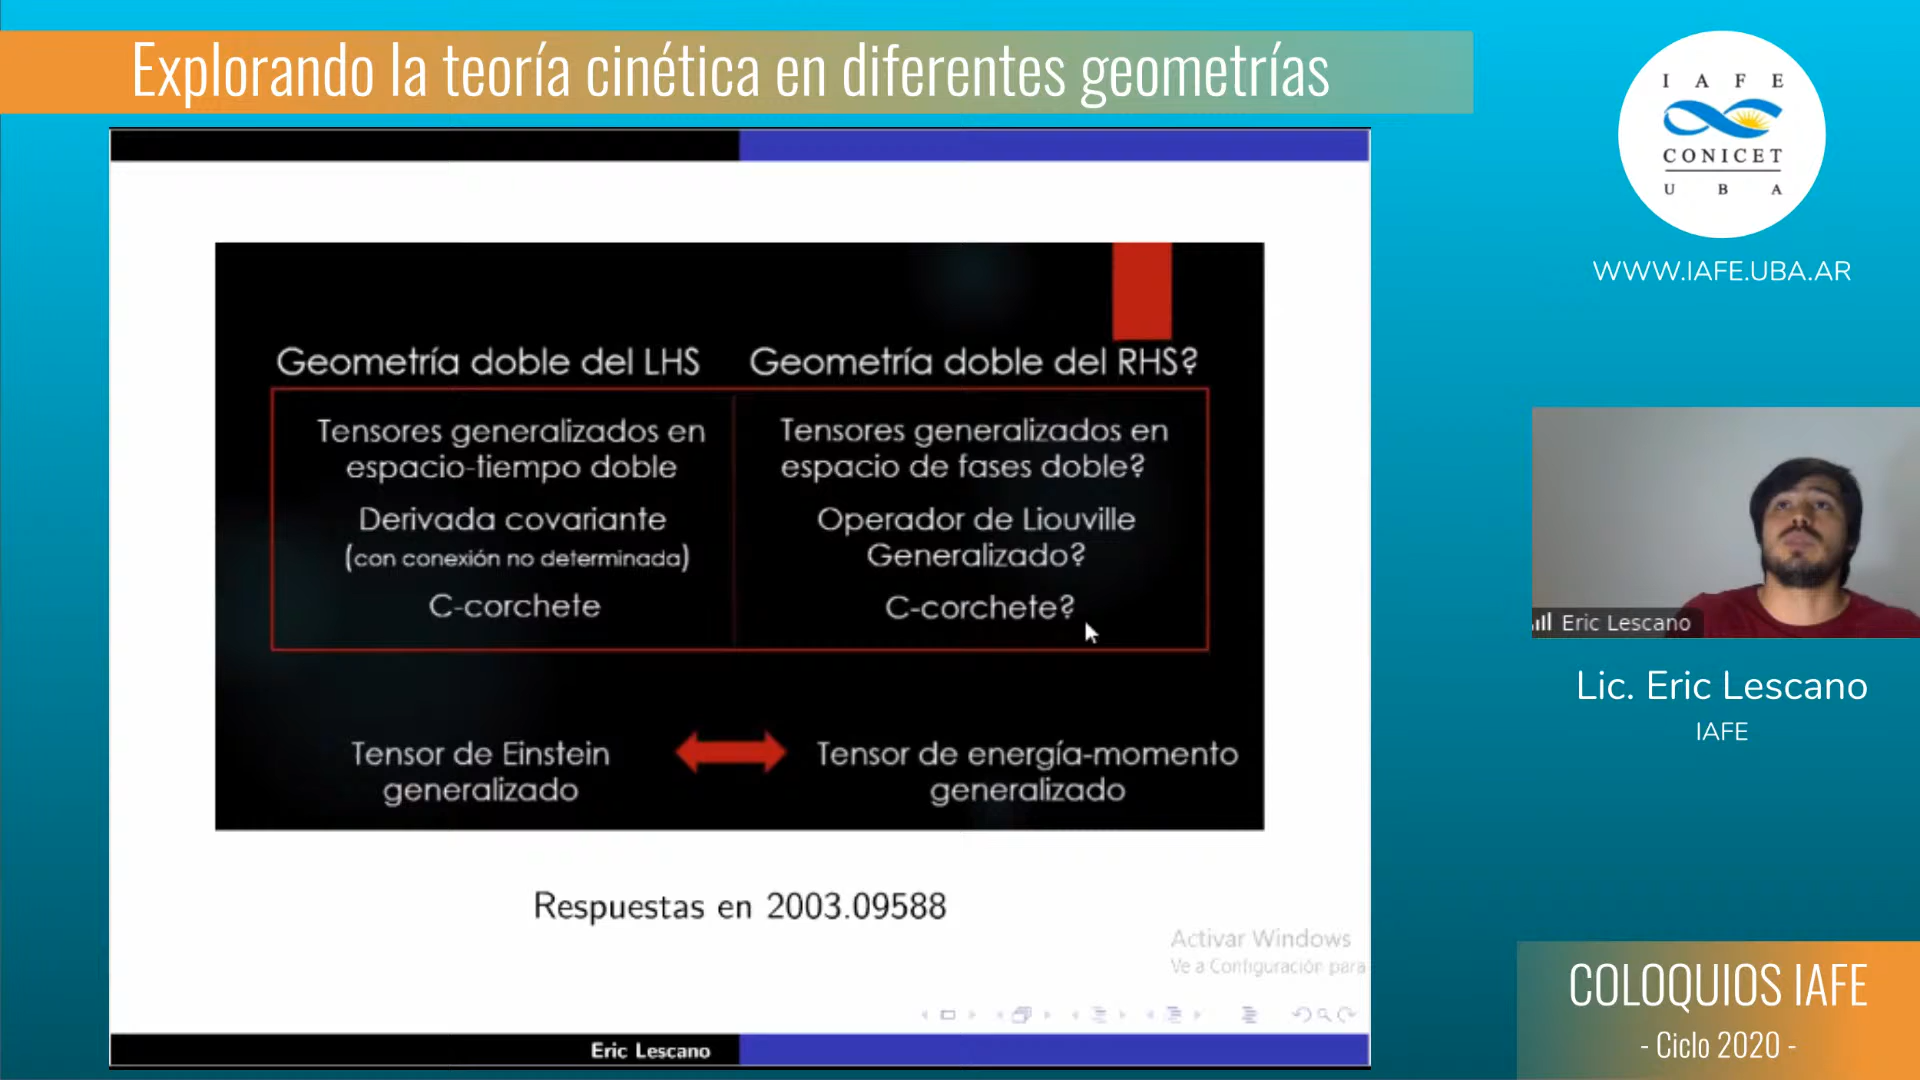 Explorando la teoría cinética en diferentes geometrías
I A F E
CONICET
U B A
WWW.IAFE.UBA.AR
Geometría doble del LHS
Geometría doble del RHS?
Tensores generalizados en
espacio-tiempo doble
Derivada covariante
(con conexión no determinada)
C-corchete
Tensores generalizados en
espacio de fases doble?
Operador de Liouville
Generalizado?
C-corchete?
Tensor de Einstein
generalizado
Tensor de energía-momento
generalizado
Respuestas en 2003.09588
Activar Windows
Ve a Configuración para
Eric Lescano
Eric Lescano
Lic. Eric Lescano
IAFE
COLOQUIOS IAFE
- Ciclo 2020 -